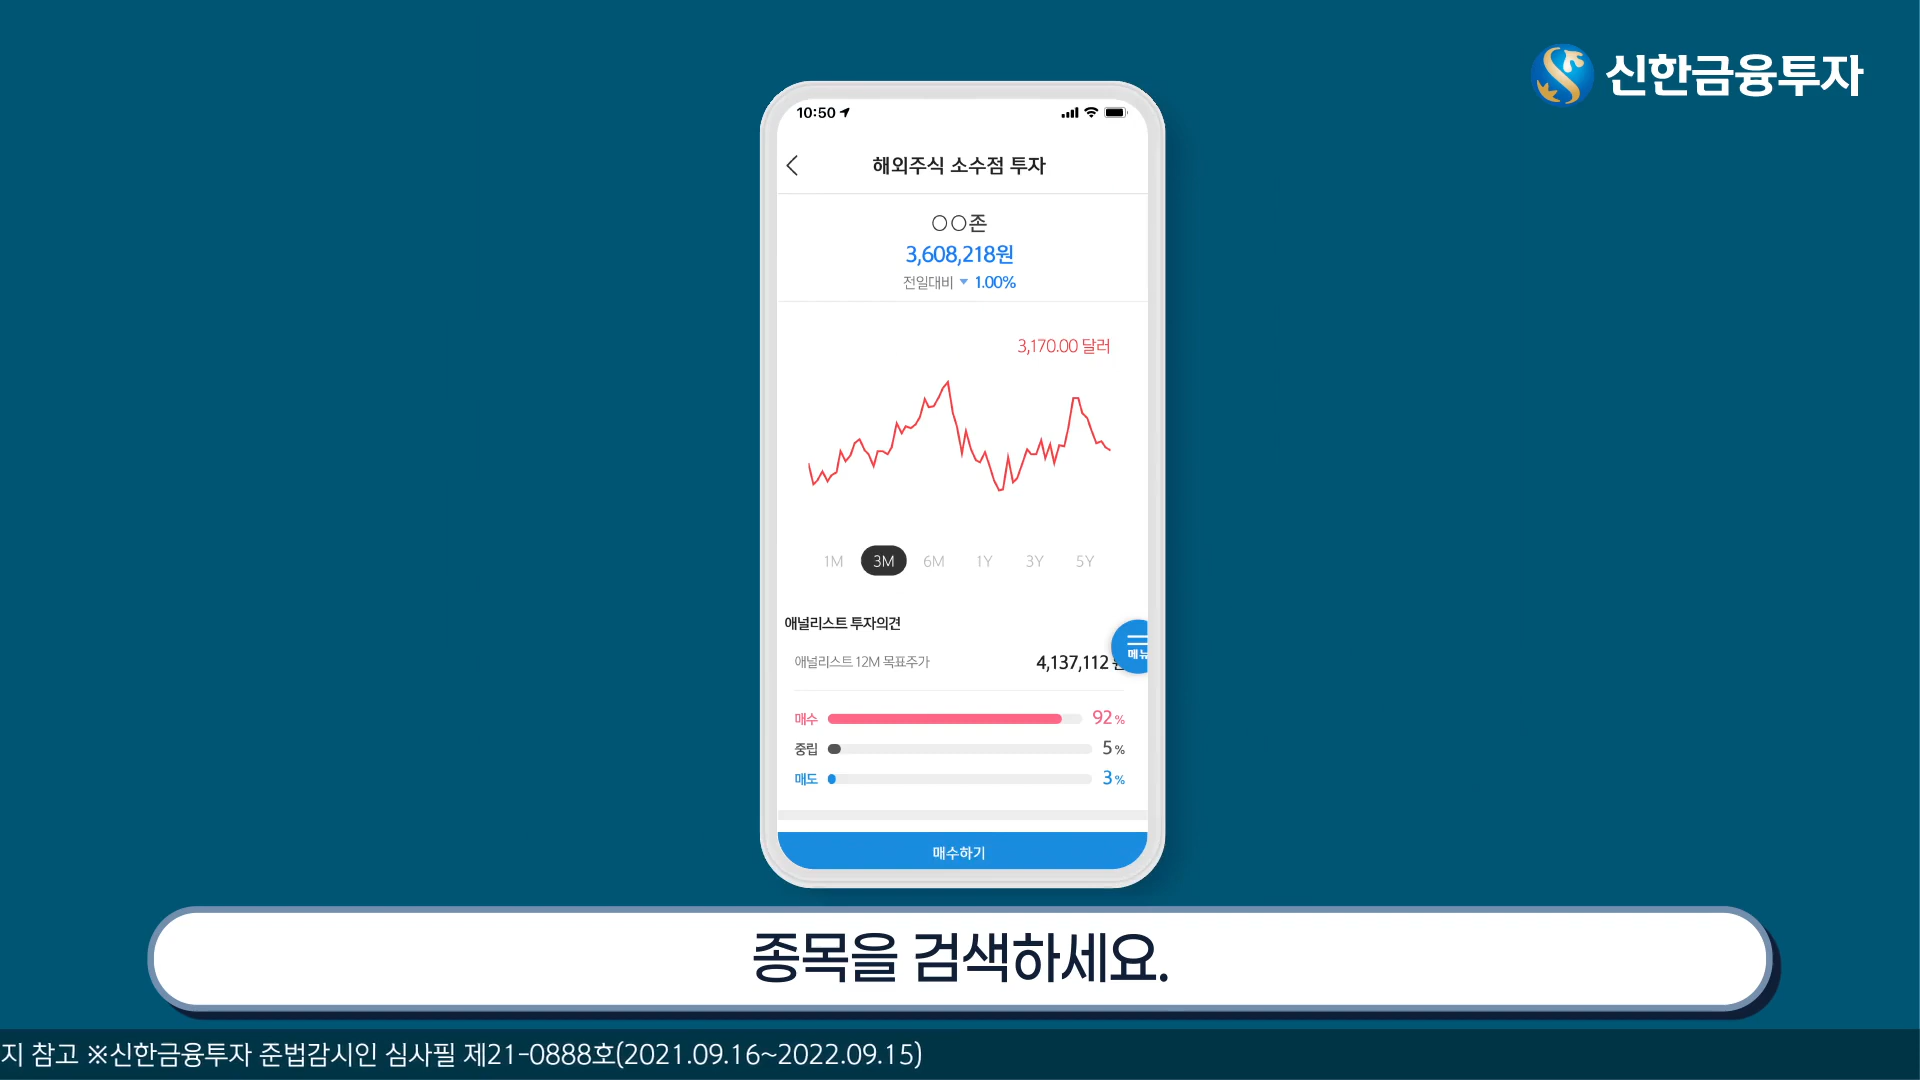 신한금융투자
10:50
해외주식 소수점 투자
○○존
3,608,218원
전일대비 ▼ 1.00%
3,170.00 달러
1M 3M 6M 1Y 3Y 5Y
애널리스트 투자의견
메뉴
애널리스트 12M 목표주가 4,137,112
매수 92%
중립 5%
매도 3%
매수하기
종목을 검색하세요.
지 참고 ※신한금융투자 준법감시인 심사필 제21-0888호(2021.09.16~2022.09.15)